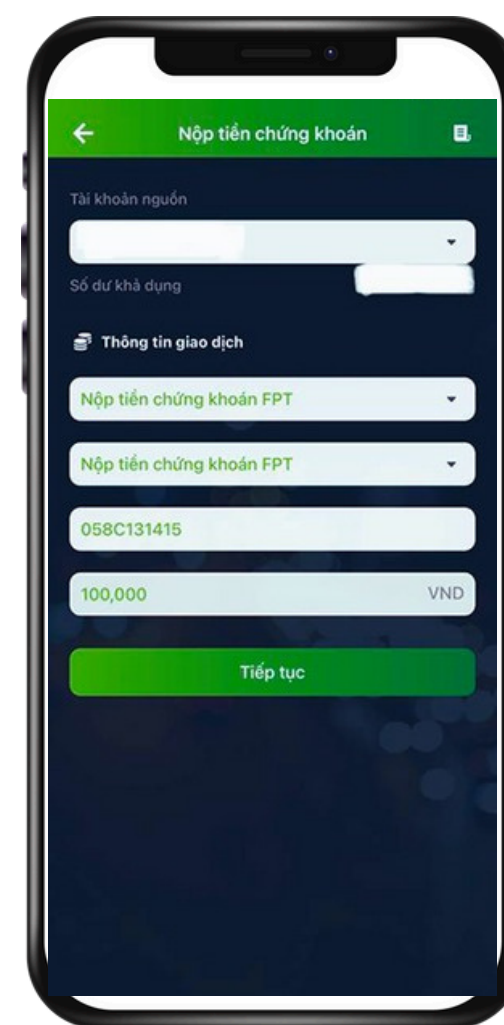 Nộp tiền chứng khoán
Tài khoản nguồn
Số dư khả dụng
Thông tin giao dịch
Nộp tiền chứng khoán FPT
Nộp tiền chứng khoán FPT
058C131415
100,000 VND
Tiếp tục